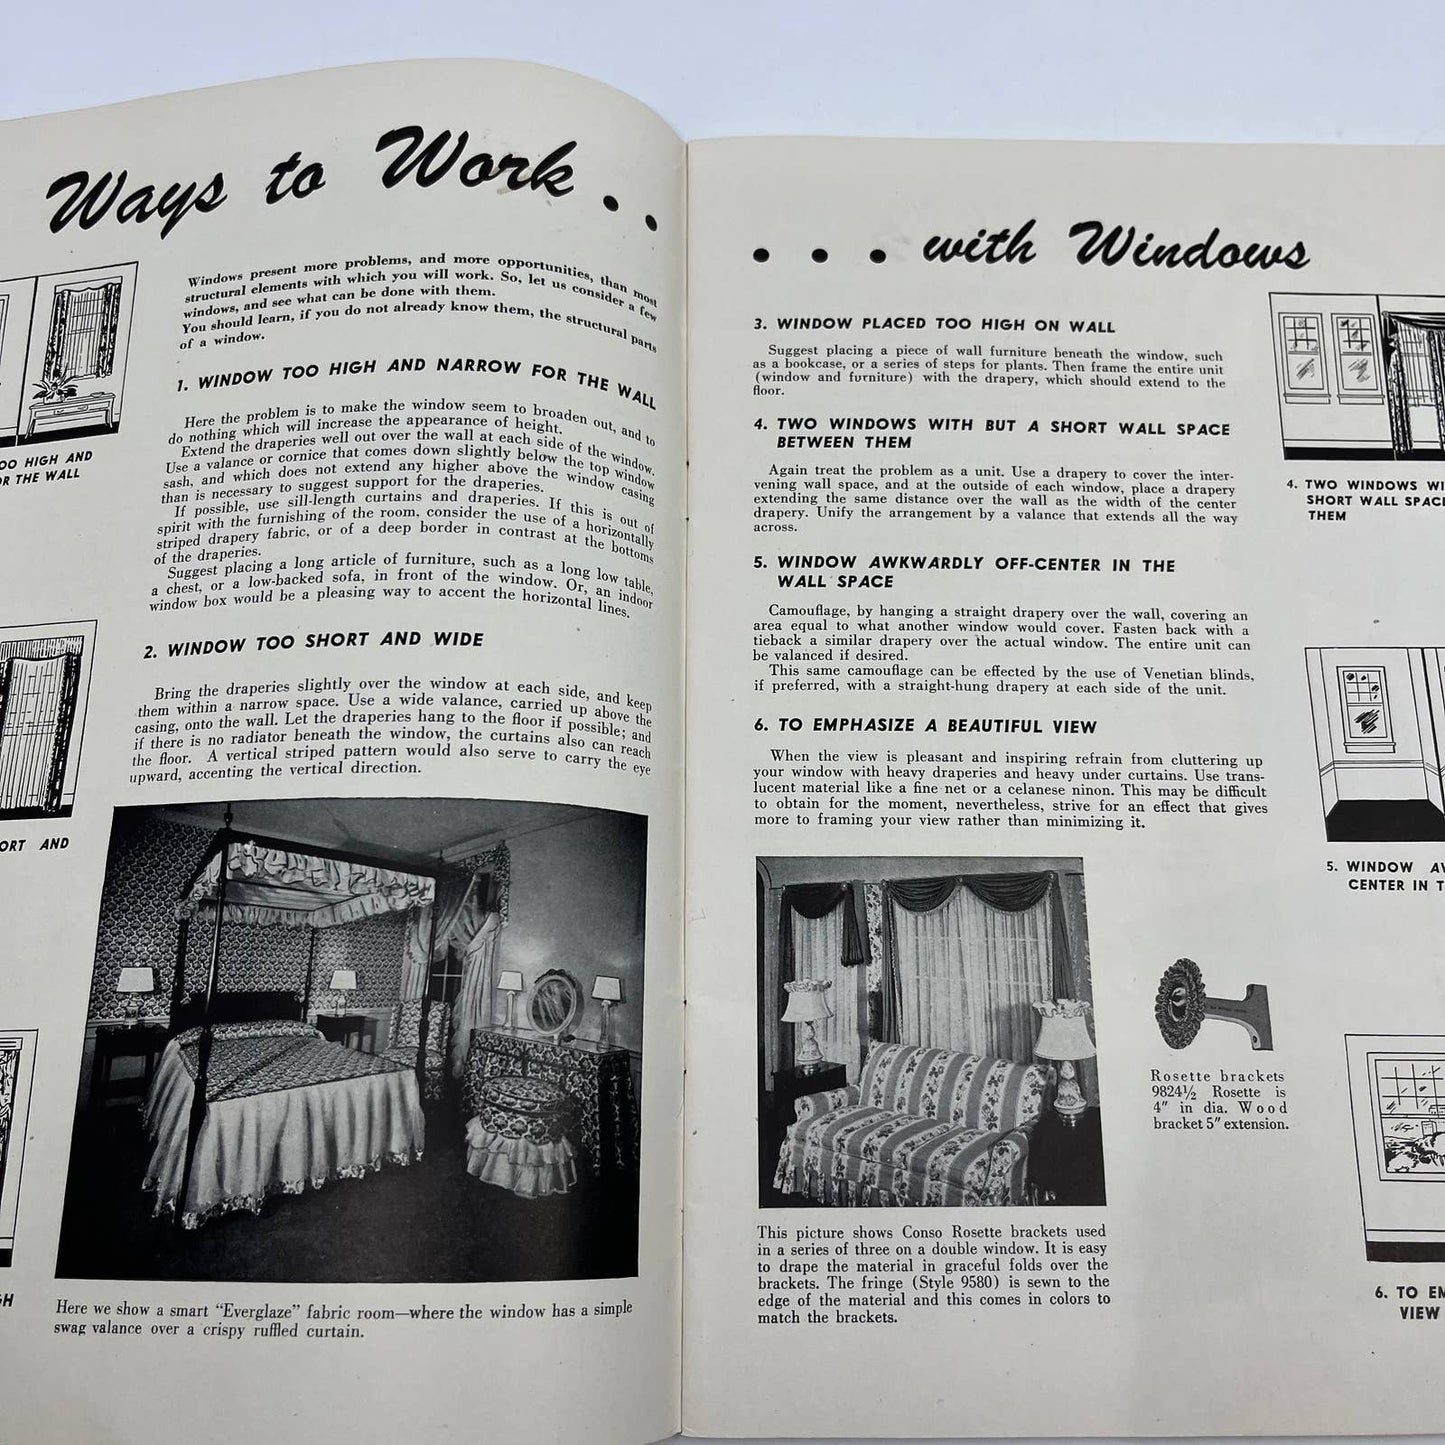 Ways to Work . .
Windows present more problems, and more opportunities, than most
structural elements with which you will work. So, let us consider a few
windows, and see what can be done with them.
You should learn, if you do not already know them, the structural parts
of a window.
1. WINDOW TOO HIGH AND NARROW FOR THE WALL
Here the problem is to make the window seem to broaden out, and to
do nothing which will increase the appearance of height.
Extend the draperies well out over the wall at each side of the window.
Use a valance or cornice that comes down slightly below the top window
sash, and which does not extend any higher above the window casing
than is necessary to suggest support for the draperies.
If possible, use sill-length curtains and draperies. If this is out of
spirit with the furnishing of the room, consider the use of a horizontally
striped drapery fabric, or of a deep border in contrast at the bottoms
of the draperies.
Suggest placing a long article of furniture, such as a long low table,
a chest, or a low-backed sofa, in front of the window. Or, an indoor
window box would be a pleasing way to accent the horizontal lines.
2. WINDOW TOO SHORT AND WIDE
Bring the draperies slightly over the window at each side, and keep
them within a narrow space. Use a wide valance, carried up above the
casing, onto the wall. Let the draperies hang to the floor if possible; and
if there is no radiator beneath the window, the curtains also can reach
the floor. A vertical striped pattern would also serve to carry the eye
upward, accenting the vertical direction.
OO HIGH AND
R THE WALL
ORT AND
GH
Here we show a smart "Everglaze" fabric room—where the window has a simple
swag valance over a crispy ruffled curtain.
. . . with Windows
3. WINDOW PLACED TOO HIGH ON WALL
Suggest placing a piece of wall furniture beneath the window, such
as a bookcase, or a series of steps for plants. Then frame the entire unit
(window and furniture) with the drapery, which should extend to the
floor.
4. TWO WINDOWS WITH BUT A SHORT WALL SPACE
BETWEEN THEM
Again treat the problem as a unit. Use a drapery to cover the inter-
vening wall space, and at the outside of each window, place a drapery
extending the same distance over the wall as the width of the center
drapery. Unify the arrangement by a valance that extends all the way
across.
5. WINDOW AWKWARDLY OFF-CENTER IN THE
WALL SPACE
Camouflage, by hanging a straight drapery over the wall, covering an
area equal to what another window would cover. Fasten back with a
tieback a similar drapery over the actual window. The entire unit can
be valanced if desired.
This same camouflage can be effected by the use of Venetian blinds,
if preferred, with a straight-hung drapery at each side of the unit.
6. TO EMPHASIZE A BEAUTIFUL VIEW
When the view is pleasant and inspiring refrain from cluttering up
your window with heavy draperies and heavy under curtains. Use trans-
lucent material like a fine net or a celanese ninon. This may be difficult
to obtain for the moment, nevertheless, strive for an effect that gives
more to framing your view rather than minimizing it.
This picture shows Conso Rosette brackets used
in a series of three on a double window. It is easy
to drape the material in graceful folds over the
brackets. The fringe (Style 9580) is sewn to the
edge of the material and this comes in colors to
match the brackets.
Rosette brackets
9824½ Rosette is
4" in dia. Wood
bracket 5" extension.
4. TWO WINDOWS WI
SHORT WALL SPAC
THEM
5. WINDOW AW
CENTER IN T
6. TO EM
VIEW